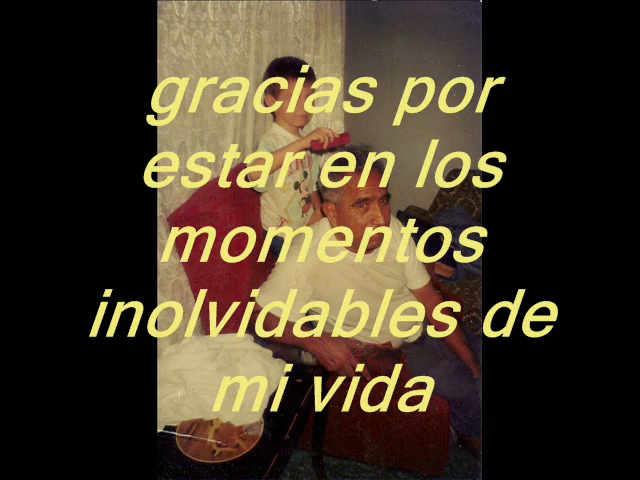 gracias por
estar en los
momentos
inolvidables de
mi vida